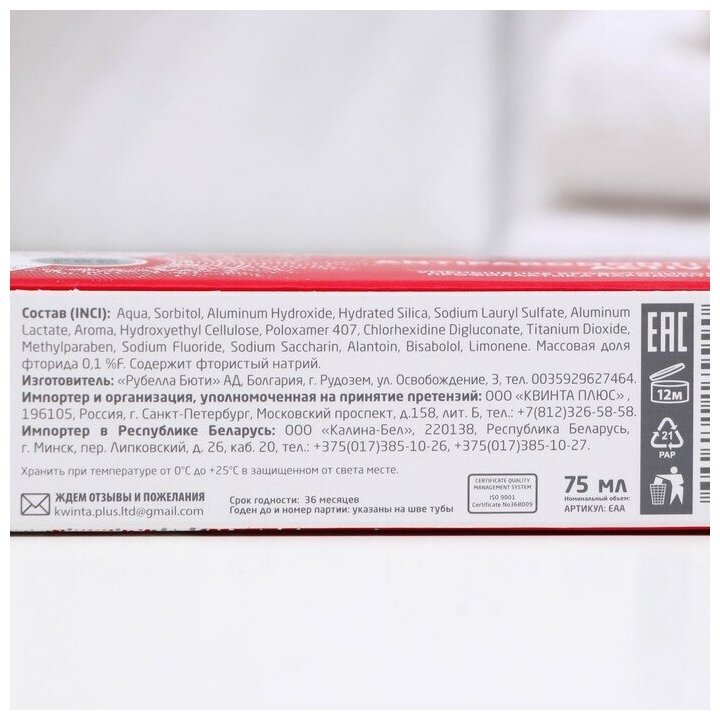 Состав (INCI): Aqua, Sorbitol, Aluminum Hydroxide, Hydrated Silica, Sodium Lauryl Sulfate, Aluminum
Lactate, Aroma, Hydroxyethyl Cellulose, Poloxamer 407, Chlorhexidine Digluconate, Titanium Dioxide,
Methylparaben, Sodium Fluoride, Sodium Saccharin, Alantoin, Bisabolol, Limonene. Массовая доля
фторида 0,1 %F. Содержит фтористый натрий.
Изготовитель: «Рубелла Бюти» АД, Болгария, г. Рудозем, ул. Освобождение, 3, тел. 0035929627464.
Импортер и организация, уполномоченная на принятие претензий: ООО «КВИНТА ПЛЮС» ,
196105, Россия, г. Санкт-Петербург, Московский проспект, д.158, лит. Б, тел.: +7(812)326-58-58.
Импортер в Республике Беларусь: ООО «Калина-Бел», 220138, Республика Беларусь,
г. Минск, пер. Липковский, д. 26, каб. 20, тел.: +375(017)385-10-26, +375(017)385-10-27.
Хранить при температуре от 0°C до +25°C в защищенном от света месте.
ЖДЕМ ОТЗЫВЫ И ПОЖЕЛАНИЯ
kwinta.plus.ltd@gmail.com
Срок годности: 36 месяцев
Годен до и номер партии: указаны на шве тубы
CERTIFICATE QUALITY
MANAGEMENT SYSTEM
ISO 9001
Certificate No368009
75 мл
Номинальный объем:
АРТИКУЛ: EAA
EAC
12м
21
PAP